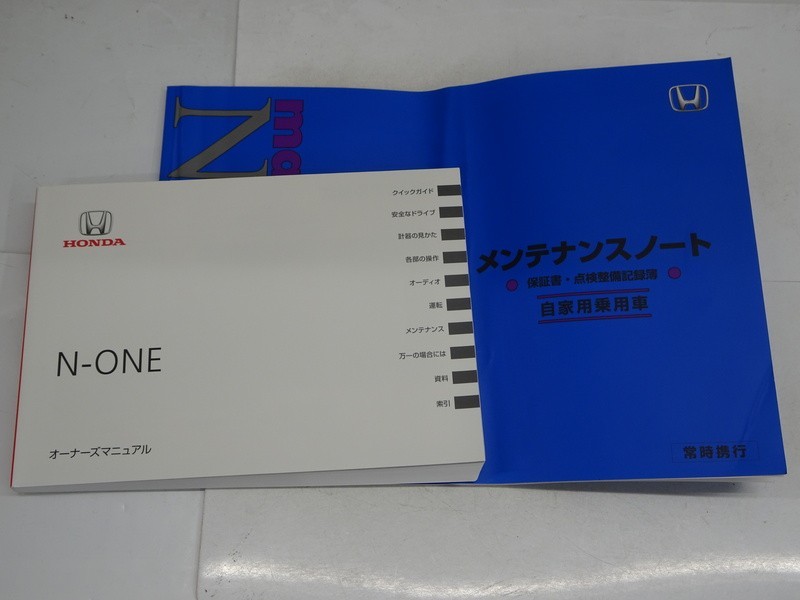 HONDA
N-ONE
オーナーズマニュアル
クイックガイド
安全なドライブ
計器の見かた
各部の操作
オーディオ
運転
メンテナンス
万一の場合には
資料
索引
メンテナンスノート
保証書・点検整備記録簿
自家用乗用車
常時携行